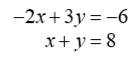 −2x + 3y = −6
x + y = 8